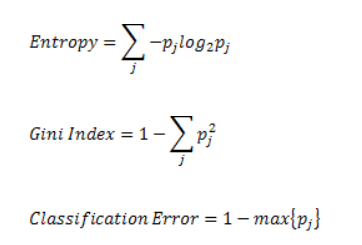 Entropy = ∑_j −p_j log_2 p_j
Gini Index = 1 − ∑_j p_j^2
Classification Error = 1 − max{p_j}